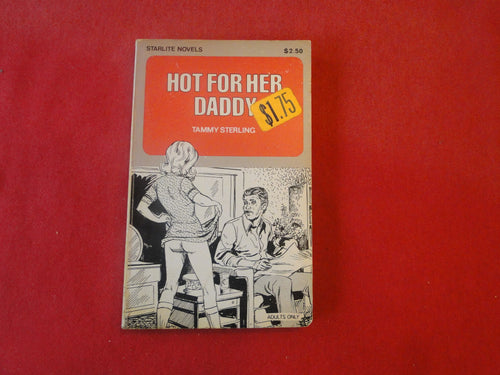 STARLITE NOVELS $2.50
HOT FOR HER
DADDY
$1.75
TAMMY STERLING
ADULTS ONLY